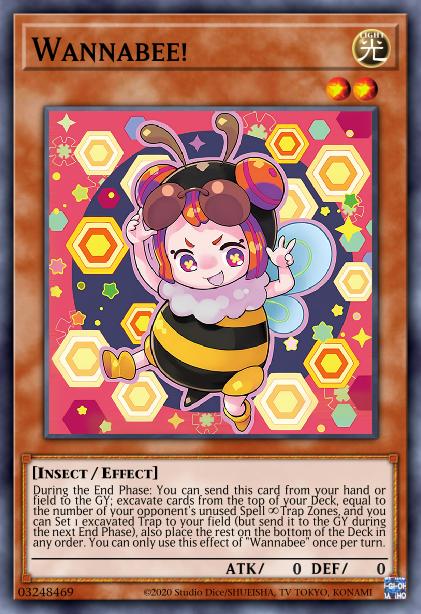 WANNABEE!
LIGHT
光
[INSECT / EFFECT]
During the End Phase: You can send this card from your hand or
field to the GY; excavate cards from the top of your Deck, equal to
the number of your opponent's unused Spell ∞ Trap Zones, and you
can Set 1 excavated Trap to your field (but send it to the GY during
the next End Phase), also place the rest on the bottom of the Deck in
any order. You can only use this effect of "Wannabee" once per turn.
ATK/ 0 DEF/ 0
03248469 ©2020 Studio Dice/SHUEISHA, TV TOKYO, KONAMI